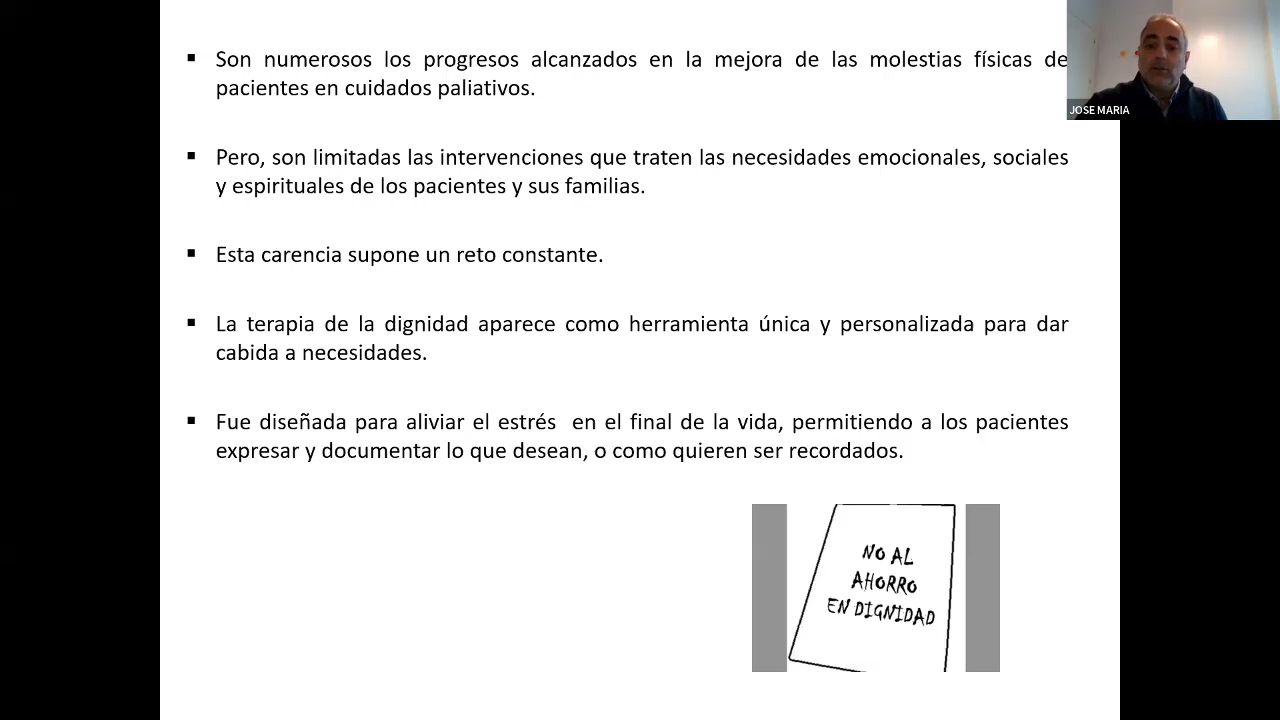 ▪ Son numerosos los progresos alcanzados en la mejora de las molestias físicas de
pacientes en cuidados paliativos.
▪ Pero, son limitadas las intervenciones que traten las necesidades emocionales, sociales
y espirituales de los pacientes y sus familias.
▪ Esta carencia supone un reto constante.
▪ La terapia de la dignidad aparece como herramienta única y personalizada para dar
cabida a necesidades.
▪ Fue diseñada para aliviar el estrés  en el final de la vida, permitiendo a los pacientes
expresar y documentar lo que desean, o como quieren ser recordados.
NO AL
AHORRO
EN DIGNIDAD
JOSE MARIA